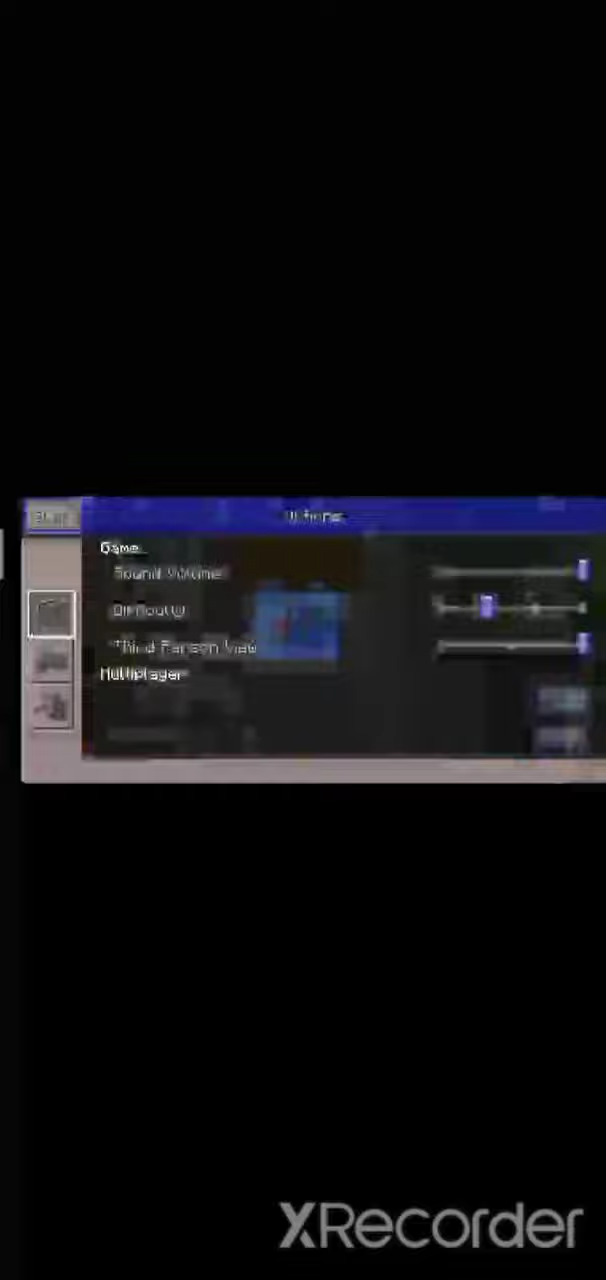 Options
Game
Sound Volume
Difficulty
Third Person View
Multiplayer
XRecorder